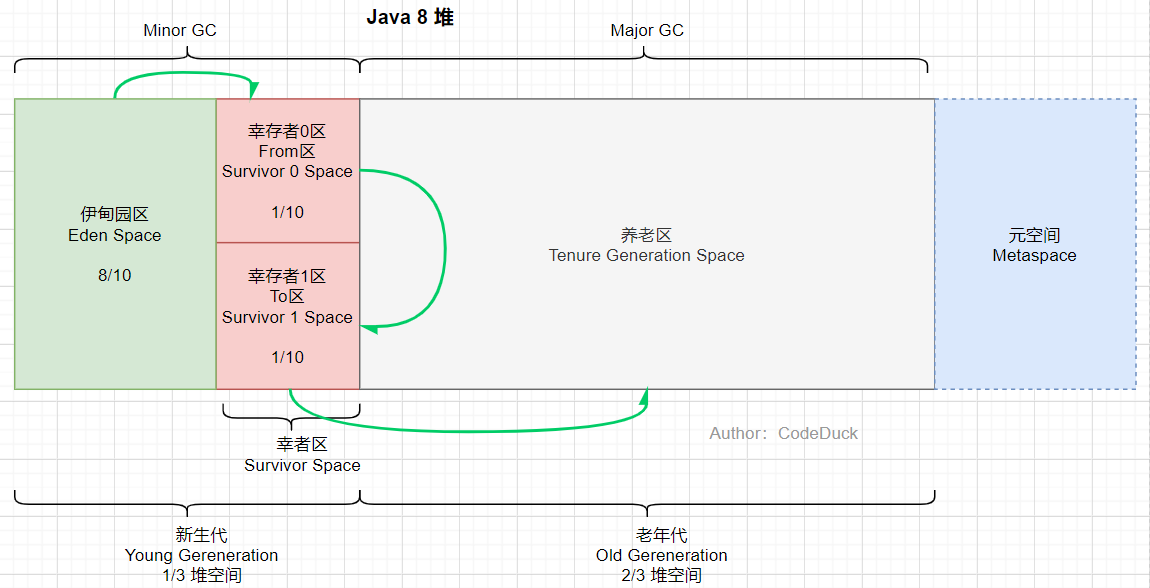 Java 8 堆
Minor GC
Major GC
伊甸园区
Eden Space
8/10
幸存者0区
From区
Survivor 0 Space
1/10
幸存者1区
To区
Survivor 1 Space
1/10
养老区
Tenure Generation Space
元空间
Metaspace
幸者区
Survivor Space
Author：CodeDuck
新生代
Young Gereneration
1/3 堆空间
老年代
Old Gereneration
2/3 堆空间